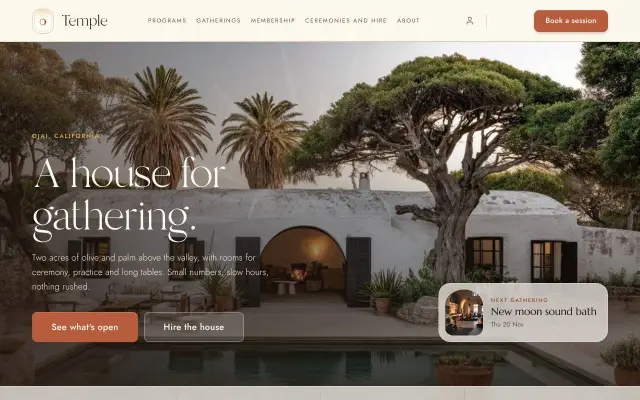 Temple
PROGRAMS GATHERINGS MEMBERSHIP CEREMONIES AND HIRE ABOUT
Book a session
OJAI, CALIFORNIA
A house for
gathering.
Two acres of olive and palm above the valley, with rooms for
ceremony, practice and long tables. Small numbers, slow hours,
nothing rushed.
See what's open
Hire the house
NEXT GATHERING
New moon sound bath
Thu 20 Nov